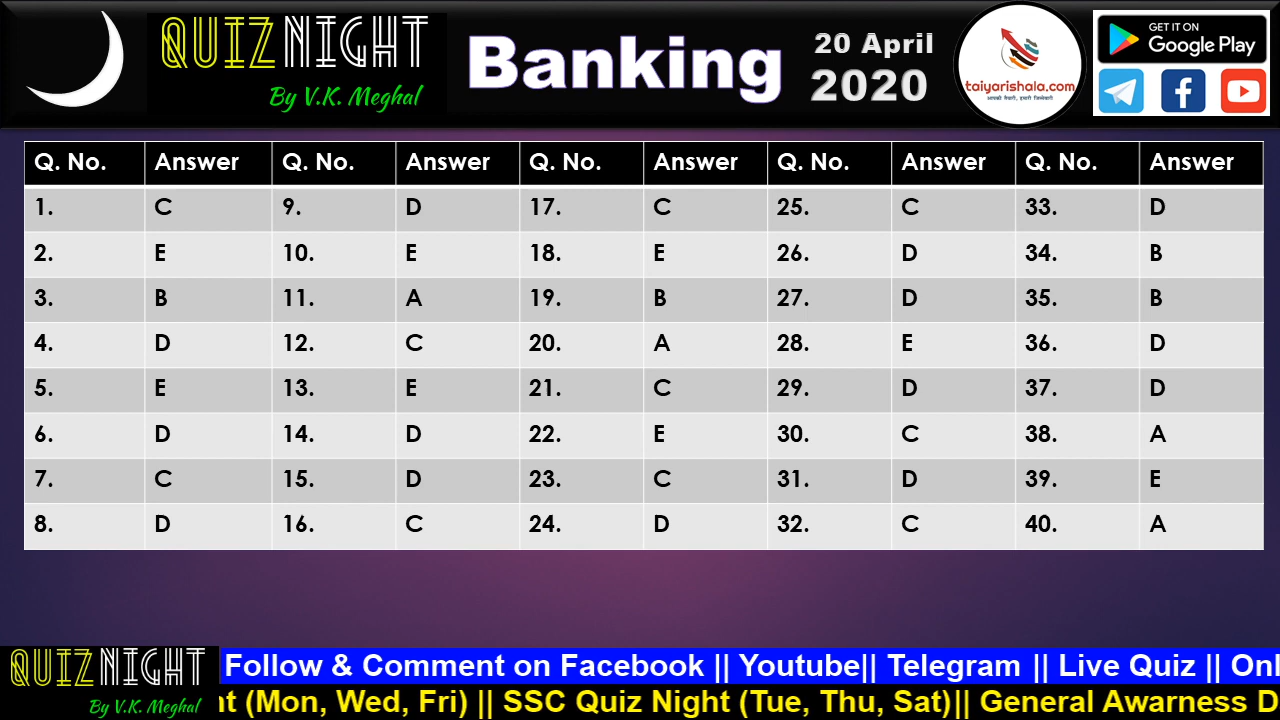 QUIZ NIGHT
By V.K. Meghal
Banking
20 April
2020
taiyarishala.com
आपकी तैयारी, हमारी जिम्मेदारी
GET IT ON
Google Play
Q. No. Answer Q. No. Answer Q. No. Answer Q. No. Answer Q. No. Answer
1. C 9. D 17. C 25. C 33. D
2. E 10. E 18. E 26. D 34. B
3. B 11. A 19. B 27. D 35. B
4. D 12. C 20. A 28. E 36. D
5. E 13. E 21. C 29. D 37. D
6. D 14. D 22. E 30. C 38. A
7. C 15. D 23. C 31. D 39. E
8. D 16. C 24. D 32. C 40. A
QUIZ NIGHT
By V.K. Meghal
Follow & Comment on Facebook || Youtube|| Telegram || Live Quiz || Onl
nt (Mon, Wed, Fri) || SSC Quiz Night (Tue, Thu, Sat)|| General Awarness D